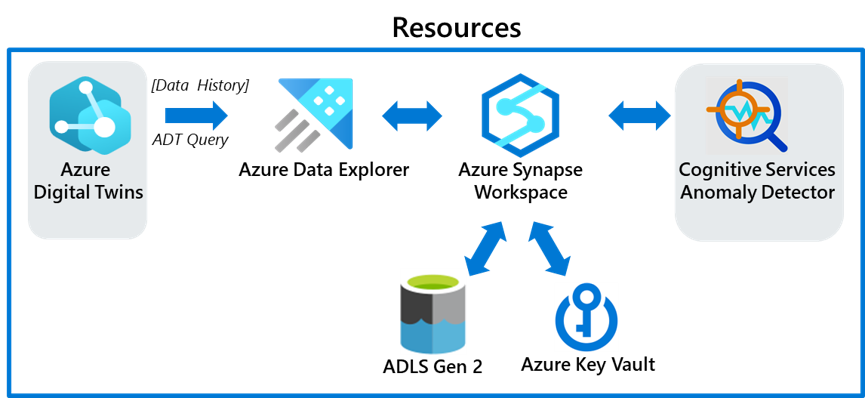 Resources
[Data History]
ADT Query
Azure
Digital Twins
Azure Data Explorer
Azure Synapse
Workspace
Cognitive Services
Anomaly Detector
ADLS Gen 2
Azure Key Vault